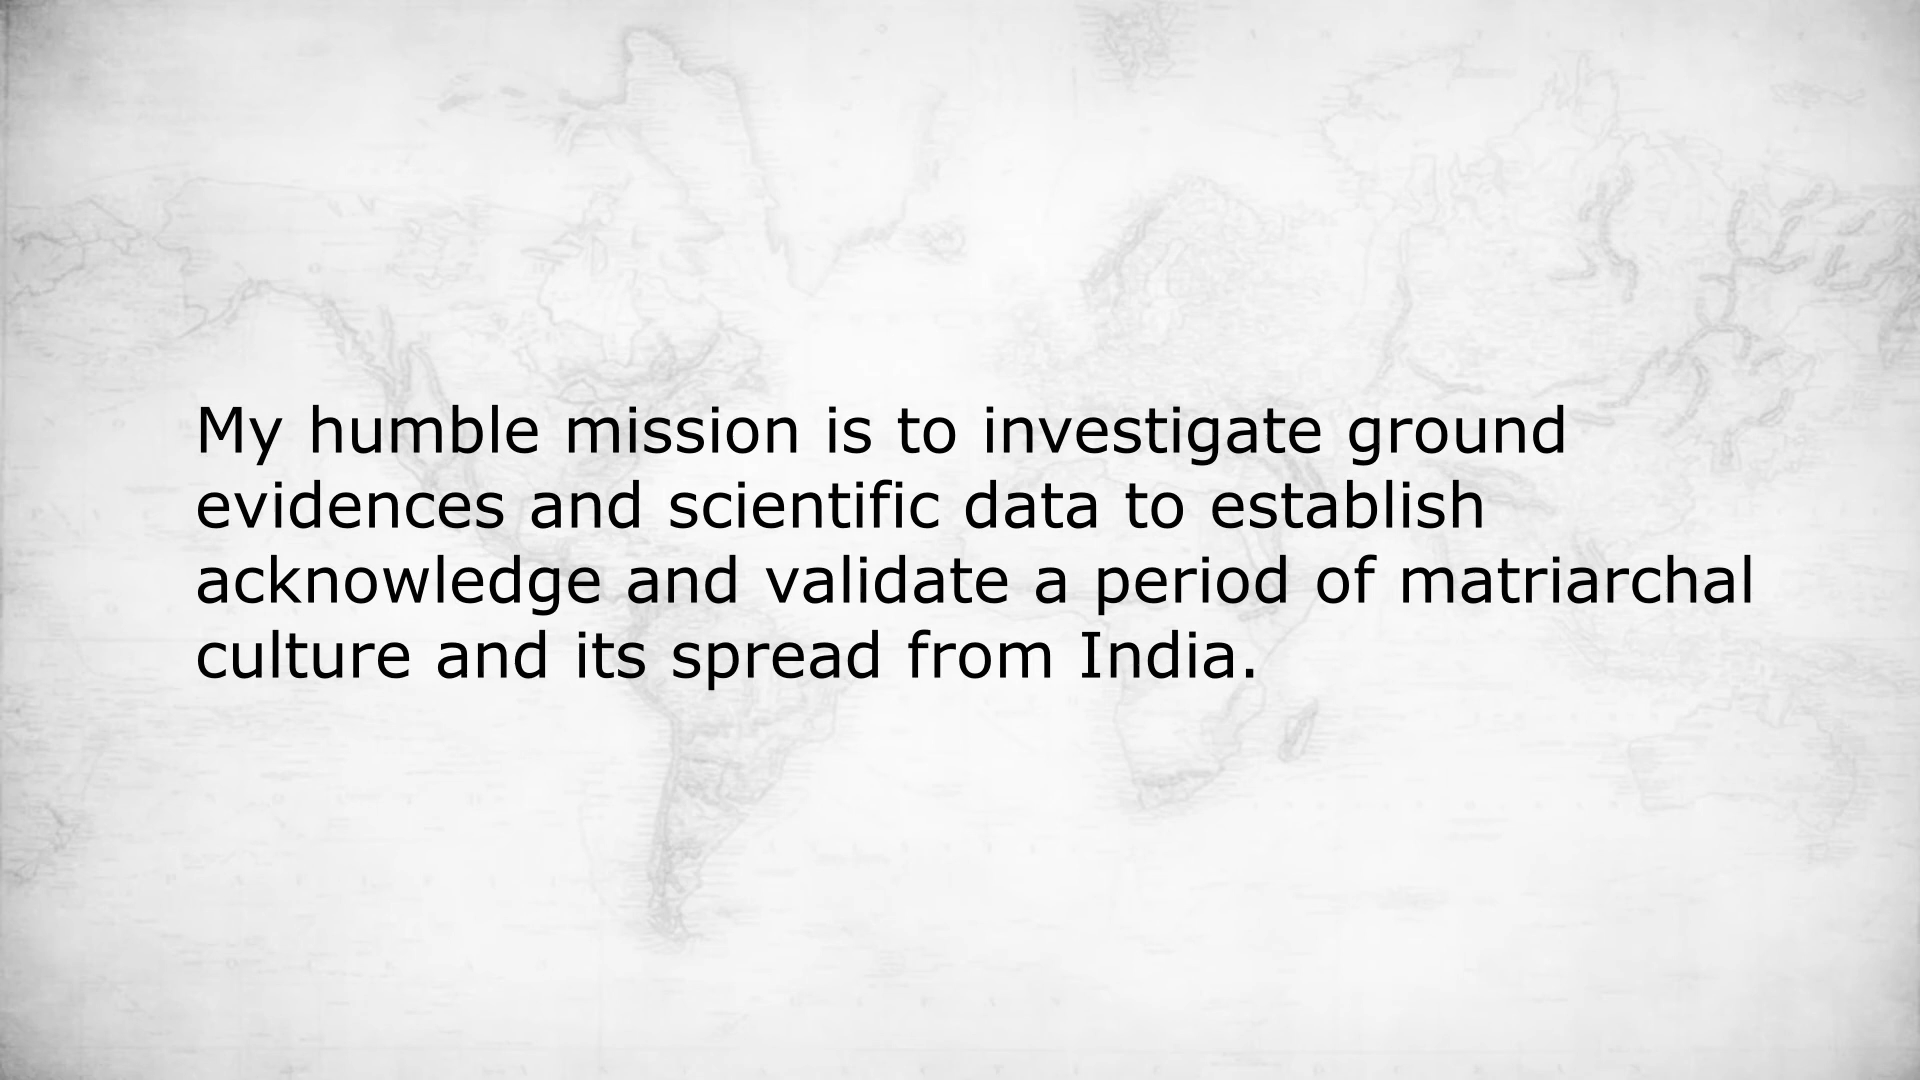 My humble mission is to investigate ground
evidences and scientific data to establish
acknowledge and validate a period of matriarchal
culture and its spread from India.